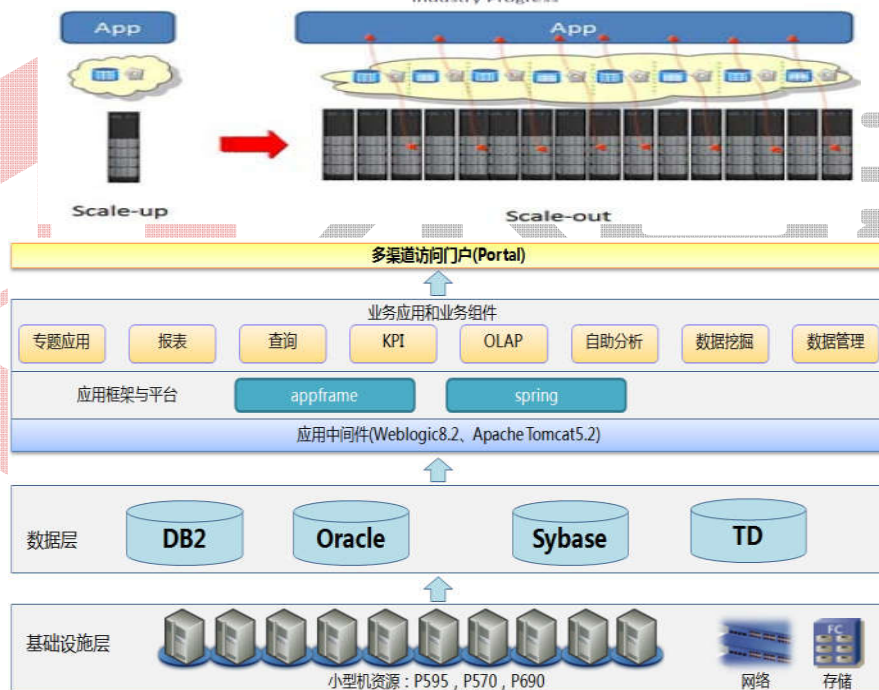 Industry Progress
App
App
Scale-up
Scale-out
多渠道访问门户(Portal)
业务应用和业务组件
专题应用
报表
查询
KPI
OLAP
自助分析
数据挖掘
数据管理
应用框架与平台
appframe
spring
应用中间件(Weblogic8.2、Apache Tomcat5.2)
数据层
DB2
Oracle
Sybase
TD
基础设施层
FC
小型机资源：P595，P570，P690
网络
存储